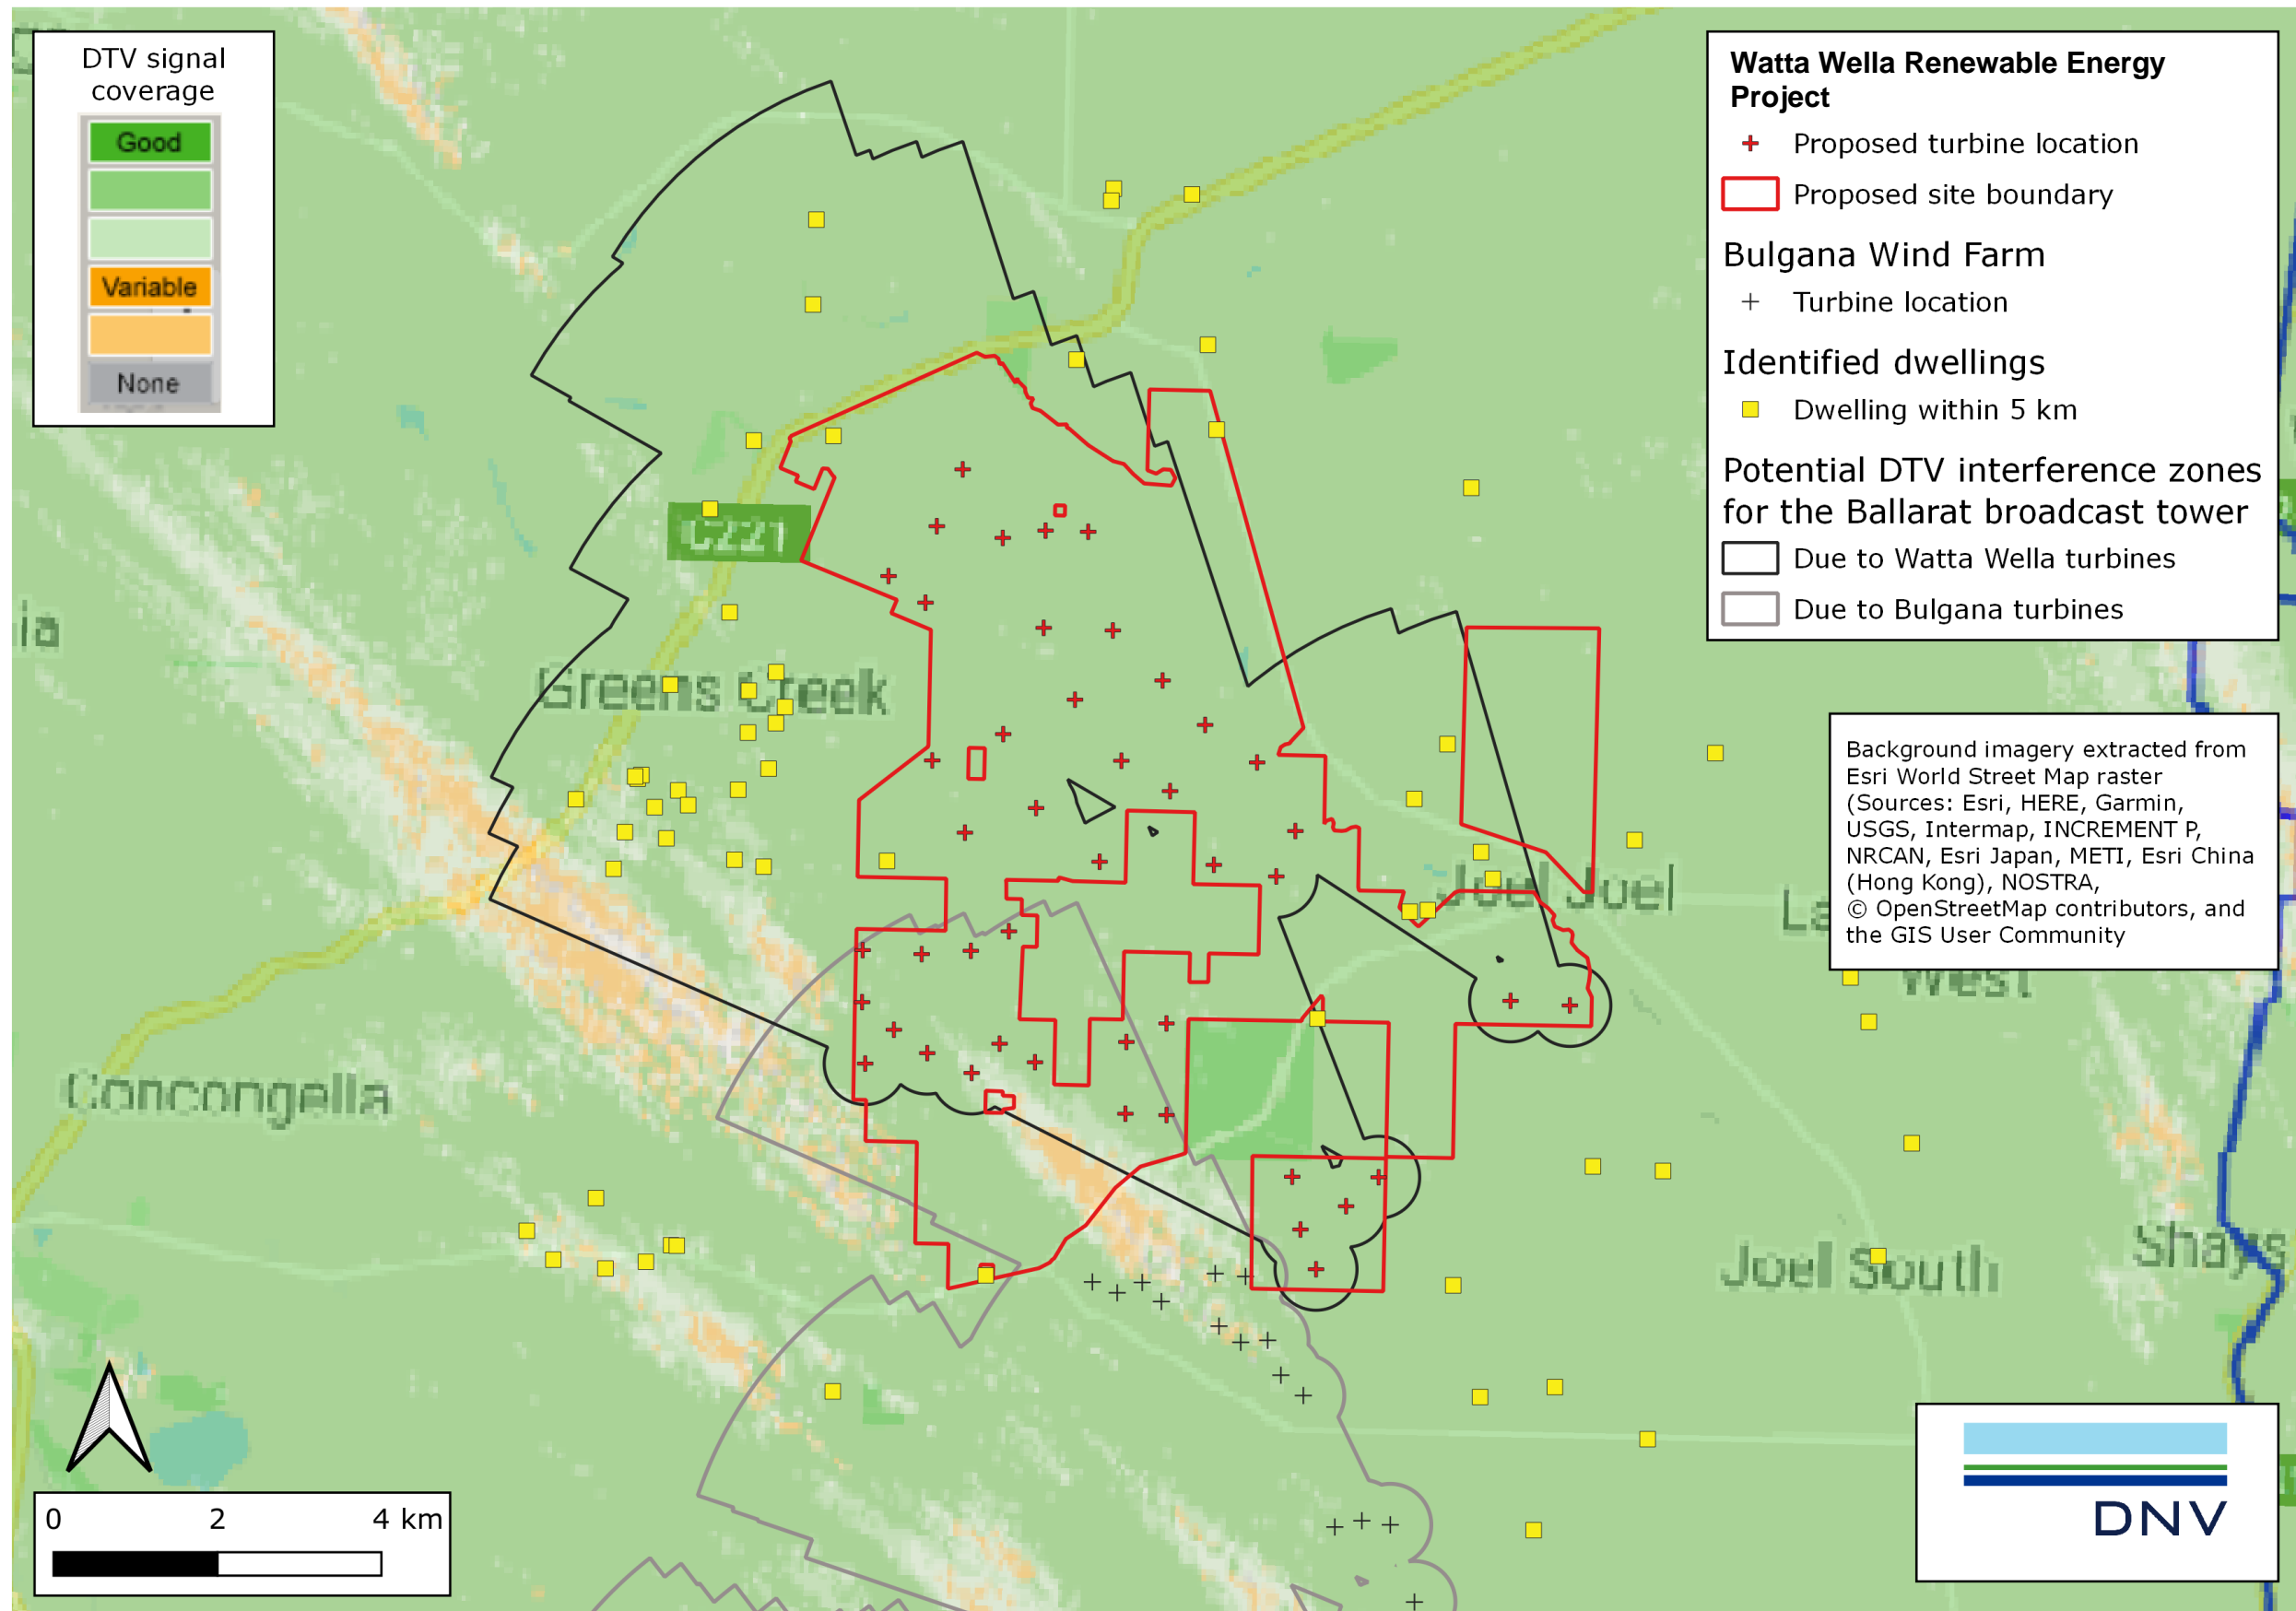 DTV signal
coverage
Good
Variable
None
Watta Wella Renewable Energy
Project
Proposed turbine location
Proposed site boundary
Bulgana Wind Farm
Turbine location
Identified dwellings
Dwelling within 5 km
Potential DTV interference zones
for the Ballarat broadcast tower
Due to Watta Wella turbines
Due to Bulgana turbines
C221
ia
Greens Creek
Background imagery extracted from
Esri World Street Map raster
(Sources: Esri, HERE, Garmin,
USGS, Intermap, INCREMENT P,
NRCAN, Esri Japan, METI, Esri China
(Hong Kong), NOSTRA,
© OpenStreetMap contributors, and
the GIS User Community
Joel Joel
La
West
Concongella
Joel South
Shays
0 2 4 km
DNV